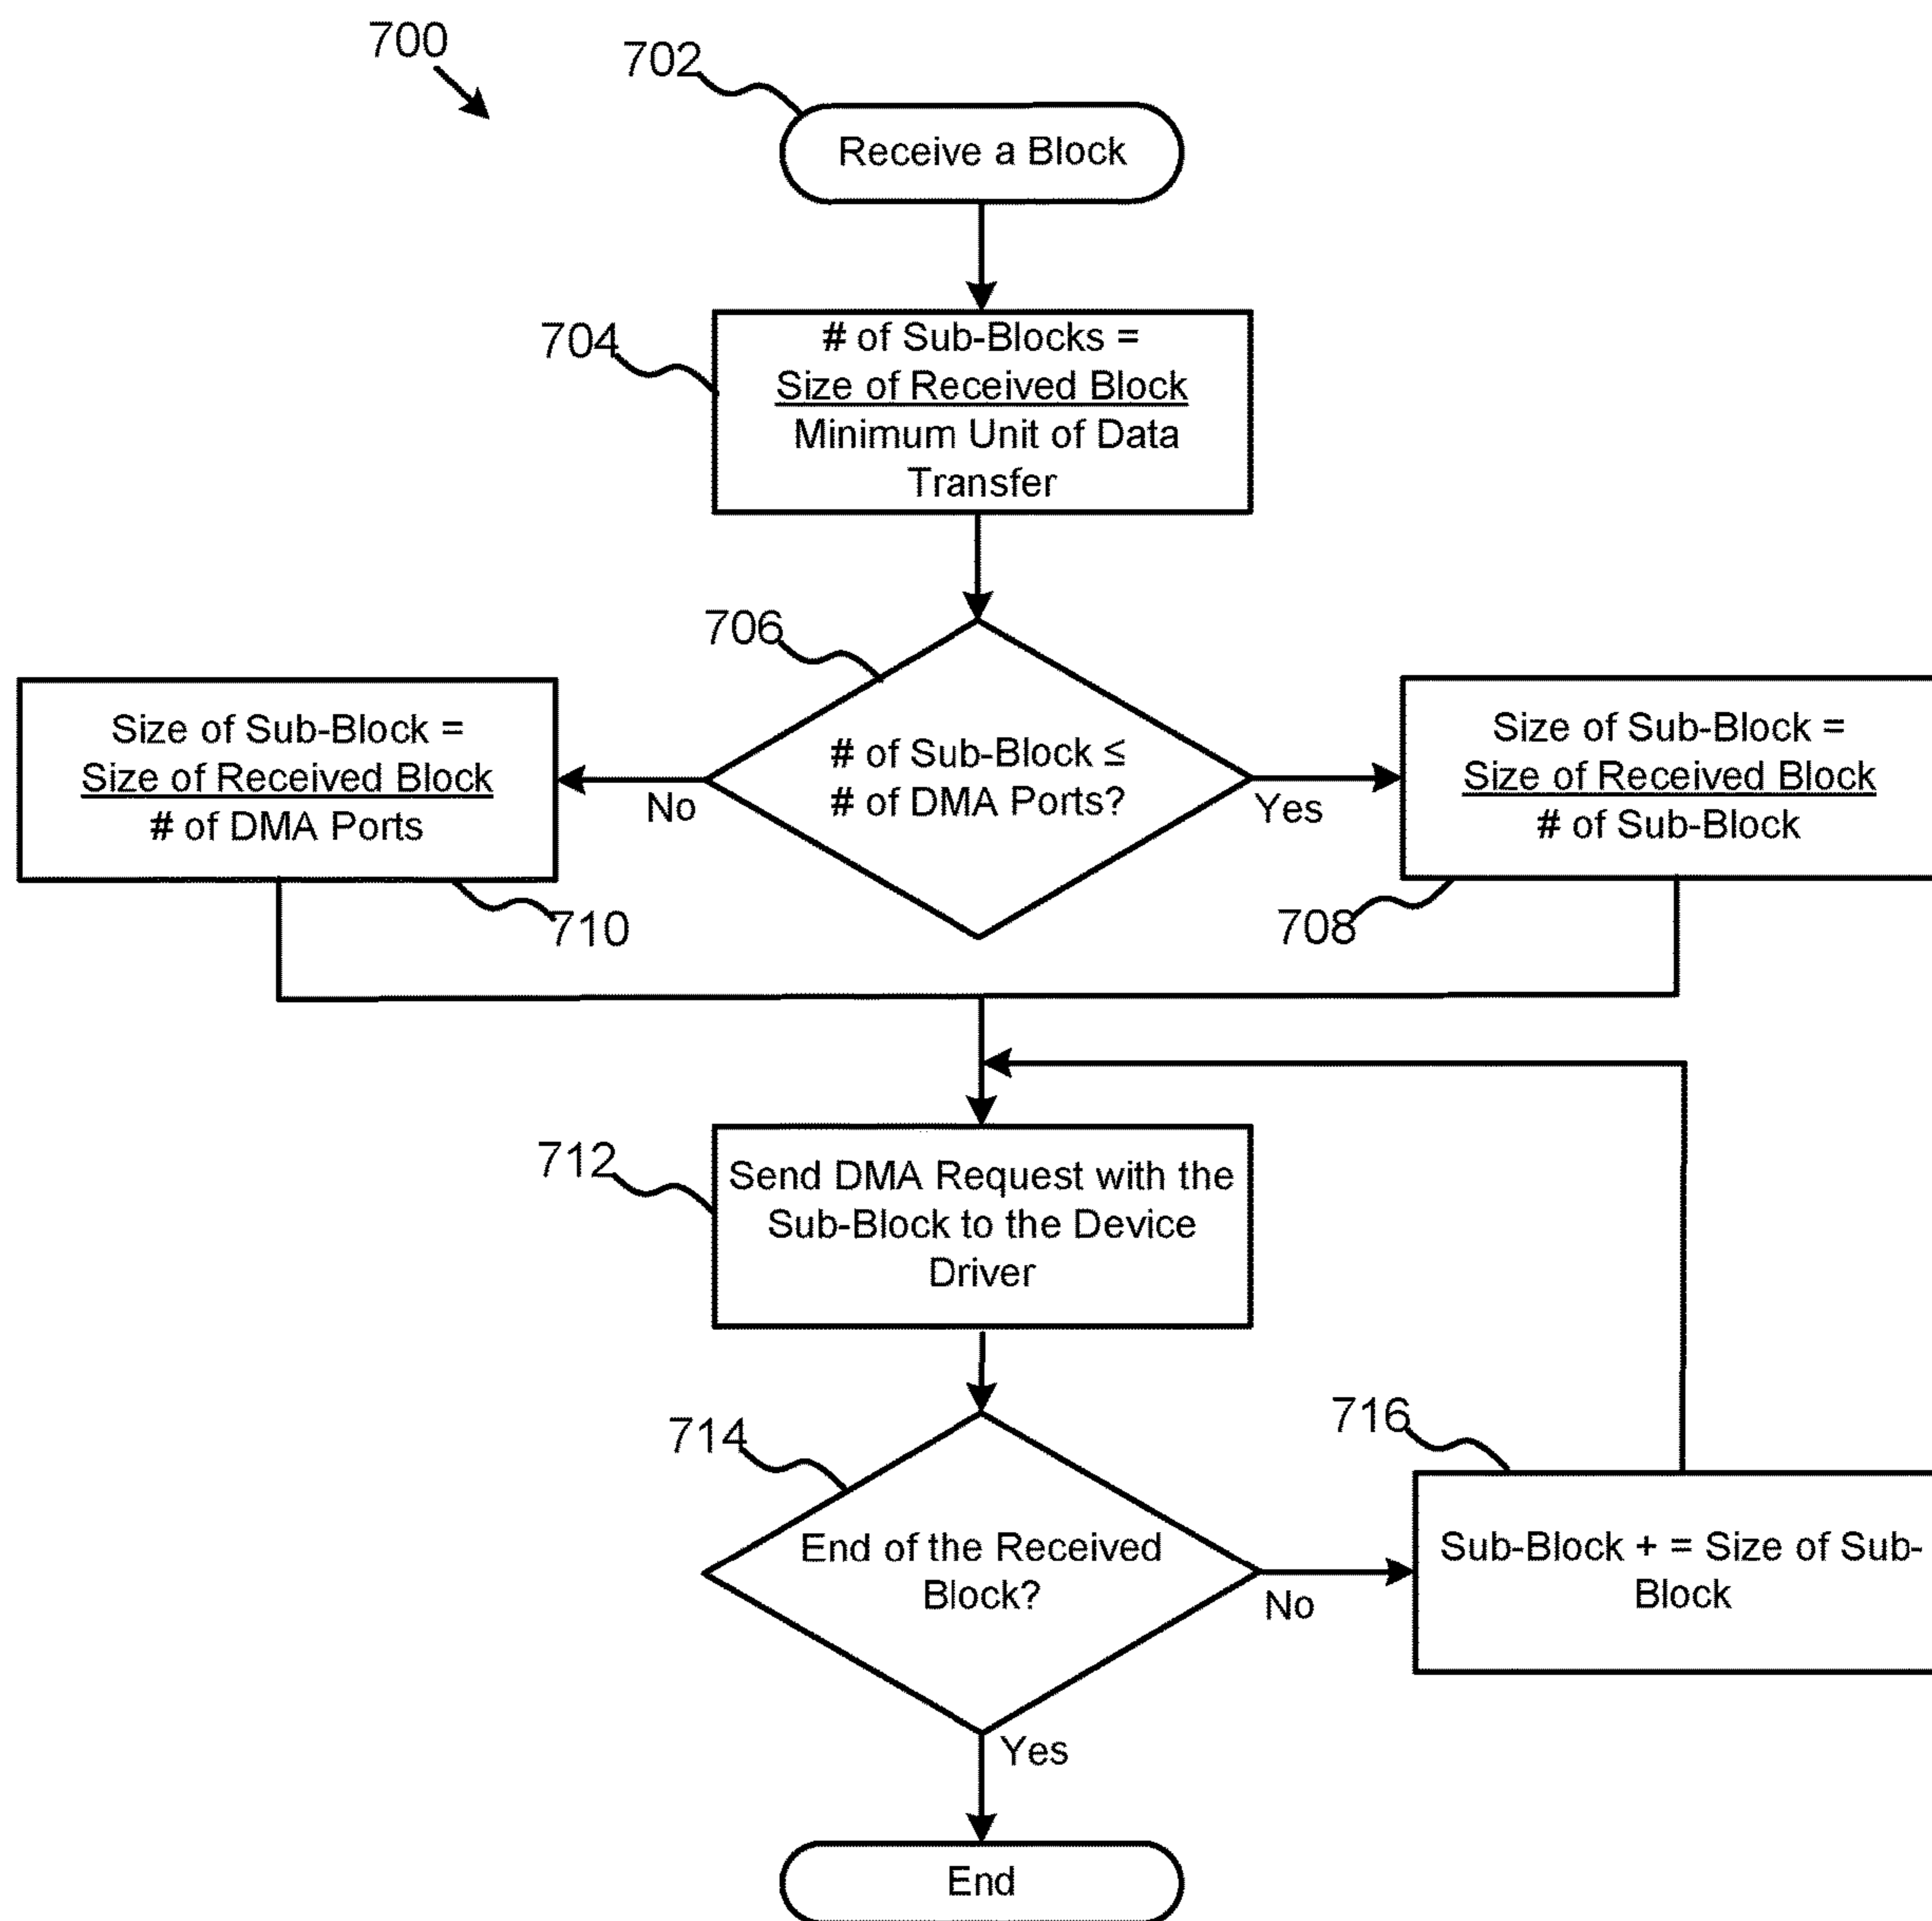 700
702
Receive a Block
704
# of Sub-Blocks =
Size of Received Block
Minimum Unit of Data
Transfer
706
# of Sub-Block ≤
# of DMA Ports?
No
Yes
Size of Sub-Block =
Size of Received Block
# of DMA Ports
710
Size of Sub-Block =
Size of Received Block
# of Sub-Block
708
712
Send DMA Request with the
Sub-Block to the Device
Driver
714
End of the Received
Block?
No
716
Sub-Block + = Size of Sub-
Block
Yes
End